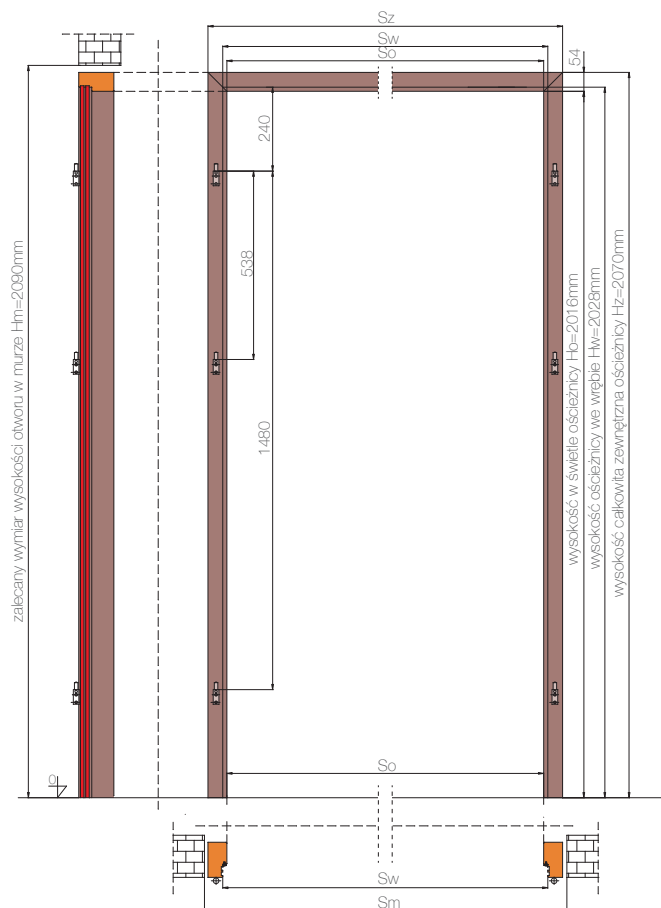 Sz
Sw
So
54
240
538
1480
zalecany wymiar wysokości otworu w murze Hm=2090mm
wysokość w świetle ościeżnicy Ho=2016mm
wysokość ościeżnicy we wrębie Hw=2028mm
wysokość całkowita zewnętrzna ościeżnicy Hz=2070mm
0
So
Sw
Sm